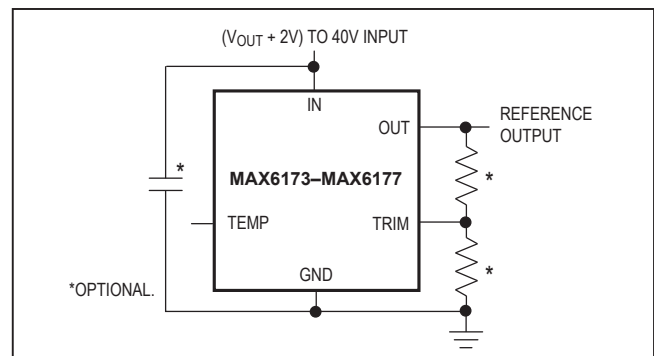 (VOUT + 2V) TO 40V INPUT
IN
OUT
REFERENCE
OUTPUT
*
*
MAX6173–MAX6177
TEMP
TRIM
*
GND
*OPTIONAL.